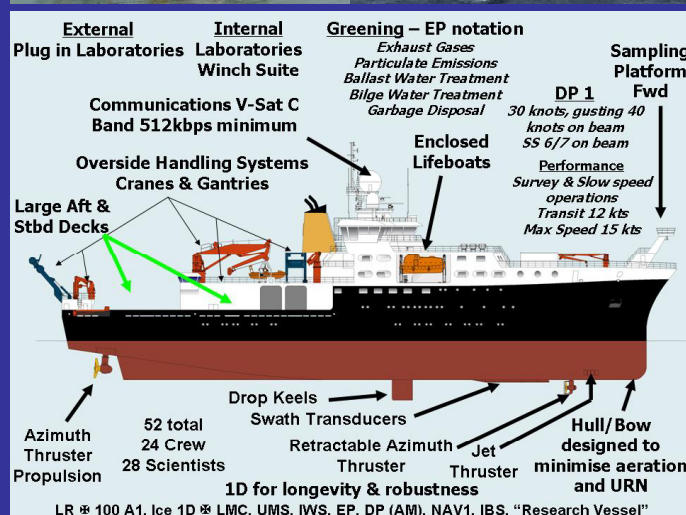 External
Plug in Laboratories
Internal
Laboratories
Winch Suite
Greening – EP notation
Exhaust Gases
Particulate Emissions
Ballast Water Treatment
Bilge Water Treatment
Garbage Disposal
Sampling
Platform
Fwd
DP 1
30 knots, gusting 40
knots on beam
SS 6/7 on beam
Performance
Survey & Slow speed
operations
Transit 12 kts
Max Speed 15 kts
Communications V-Sat C
Band 512kbps minimum
Enclosed
Lifeboats
Overside Handling Systems
Cranes & Gantries
Large Aft &
Stbd Decks
Azimuth
Thruster
Propulsion
52 total
24 Crew
28 Scientists
Drop Keels
Swath Transducers
Retractable Azimuth
Thruster
Jet
Thruster
Hull/Bow
designed to
minimise aeration
and URN
1D for longevity & robustness
LR ✠ 100 A1, Ice 1D ✠ LMC, UMS, IWS, EP, DP (AM), NAV1, IBS, “Research Vessel”